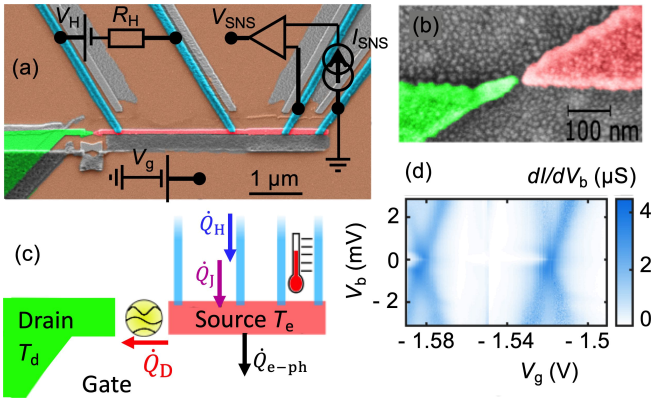 (a)
V_H
R_H
V_SNS
I_SNS
V_g
1 μm
(b)
100 nm
(c)
Q̇_H
Q̇_J
Drain
T_d
Source T_e
Q̇_D
Q̇_e−ph
Gate
(d)
dI/dV_b (μS)
V_b (mV)
2
0
- 2
- 1.58
- 1.54
- 1.5
V_g (V)
4
2
0